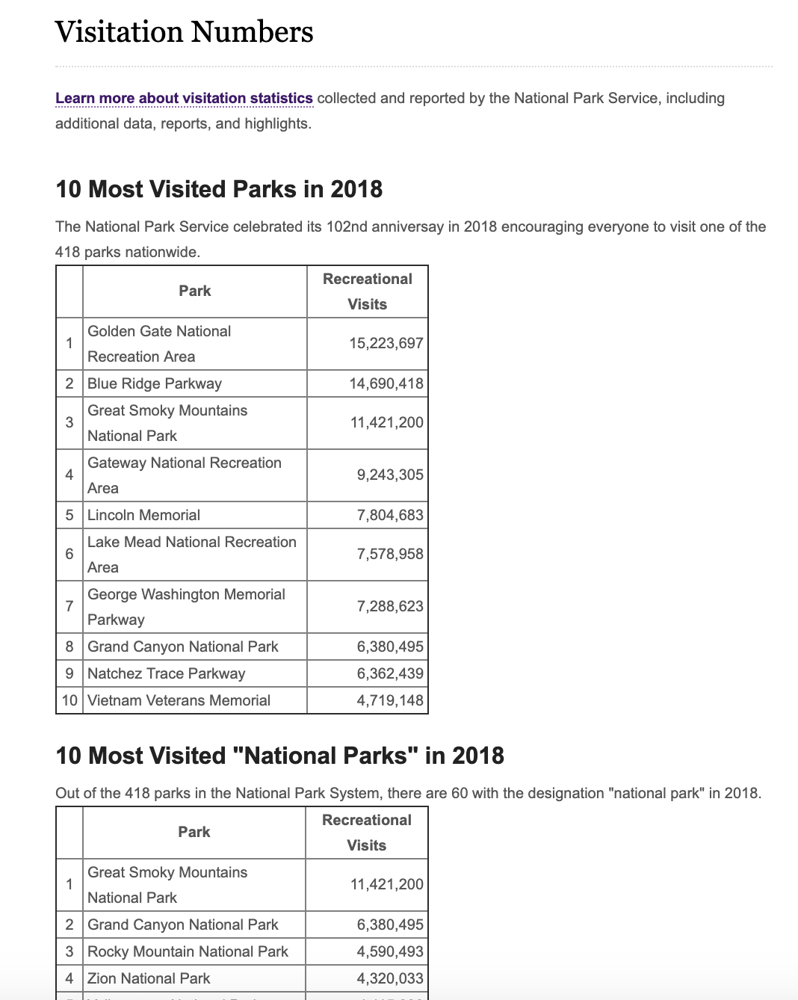 Visitation Numbers
Learn more about visitation statistics collected and reported by the National Park Service, including
additional data, reports, and highlights.
10 Most Visited Parks in 2018
The National Park Service celebrated its 102nd anniversay in 2018 encouraging everyone to visit one of the
418 parks nationwide.
Park
Recreational
Visits
1
Golden Gate National
Recreation Area
15,223,697
2 Blue Ridge Parkway 14,690,418
3
Great Smoky Mountains
National Park
11,421,200
4
Gateway National Recreation
Area
9,243,305
5 Lincoln Memorial 7,804,683
6
Lake Mead National Recreation
Area
7,578,958
7
George Washington Memorial
Parkway
7,288,623
8 Grand Canyon National Park 6,380,495
9 Natchez Trace Parkway 6,362,439
10 Vietnam Veterans Memorial 4,719,148
10 Most Visited "National Parks" in 2018
Out of the 418 parks in the National Park System, there are 60 with the designation "national park" in 2018.
Park
Recreational
Visits
1
Great Smoky Mountains
National Park
11,421,200
2 Grand Canyon National Park 6,380,495
3 Rocky Mountain National Park 4,590,493
4 Zion National Park 4,320,033